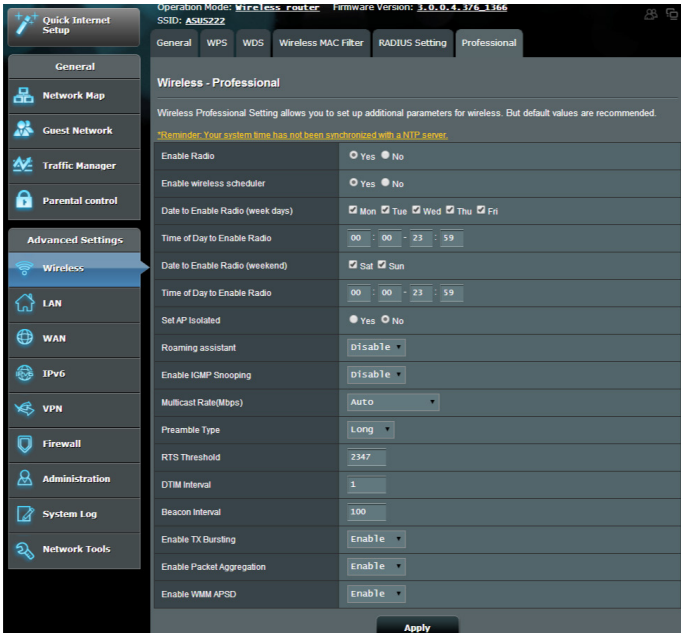 Operation Mode: Wireless router Firmware Version: 3.0.0.4.376_1366
SSID: ASUS222
Quick Internet Setup
General
Network Map
Guest Network
Traffic Manager
Parental control
Advanced Settings
Wireless
LAN
WAN
IPv6
VPN
Firewall
Administration
System Log
Network Tools
General WPS WDS Wireless MAC Filter RADIUS Setting Professional
Wireless - Professional
Wireless Professional Setting allows you to set up additional parameters for wireless. But default values are recommended.
*Reminder: Your system time has not been synchronized with a NTP server.
Enable Radio Yes No
Enable wireless scheduler Yes No
Date to Enable Radio (week days) Mon Tue Wed Thu Fri
Time of Day to Enable Radio 00 : 00 - 23 : 59
Date to Enable Radio (weekend) Sat Sun
Time of Day to Enable Radio 00 : 00 - 23 : 59
Set AP Isolated Yes No
Roaming assistant Disable
Enable IGMP Snooping Disable
Multicast Rate(Mbps) Auto
Preamble Type Long
RTS Threshold 2347
DTIM Interval 1
Beacon Interval 100
Enable TX Bursting Enable
Enable Packet Aggregation Enable
Enable WMM APSD Enable
Apply